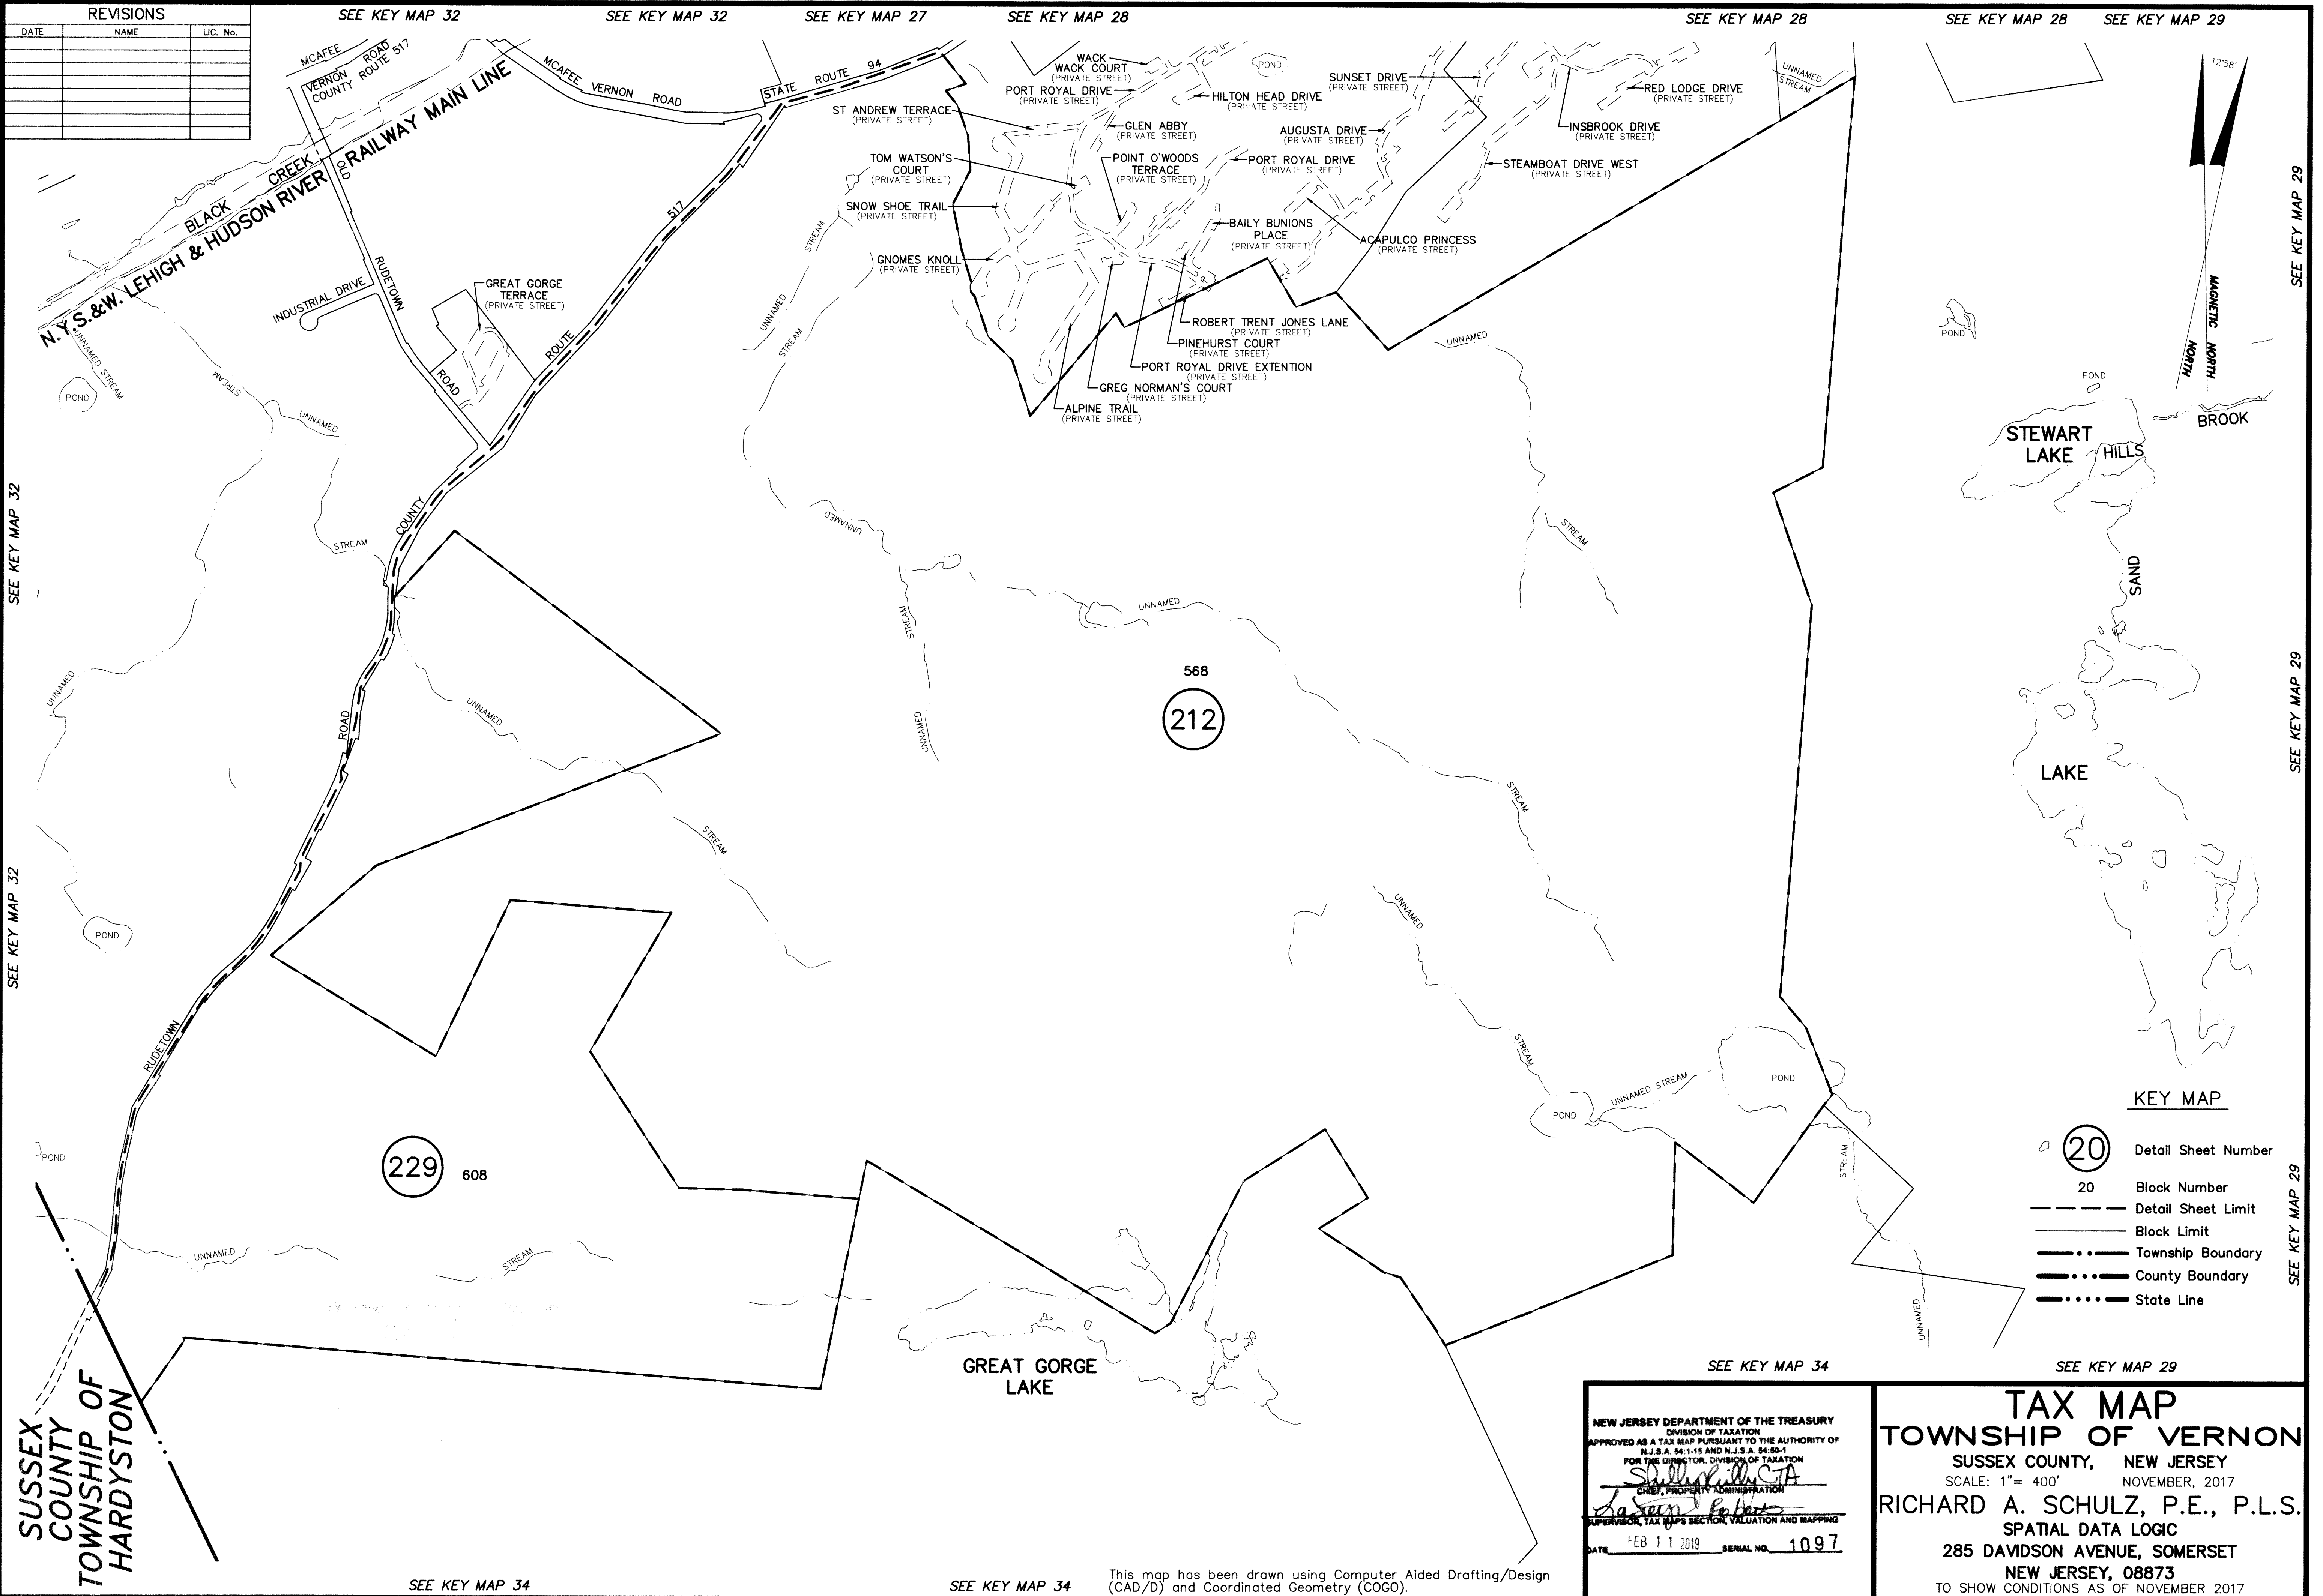 REVISIONS
DATE NAME LIC. No.
SEE KEY MAP 32
SEE KEY MAP 32
SEE KEY MAP 27
SEE KEY MAP 28
SEE KEY MAP 28
SEE KEY MAP 28
SEE KEY MAP 29
MCAFEE
VERNON ROAD
COUNTY ROUTE 517
MCAFEE VERNON ROAD
STATE ROUTE 94
BLACK CREEK
N.Y.S.&W. LEHIGH & HUDSON RIVER RAILWAY MAIN LINE
OLD
RUDETOWN
ROAD
INDUSTRIAL DRIVE
GREAT GORGE
TERRACE
(PRIVATE STREET)
WACK
WACK COURT
(PRIVATE STREET)
POND
PORT ROYAL DRIVE
(PRIVATE STREET)
HILTON HEAD DRIVE
(PRIVATE STREET)
ST ANDREW TERRACE
(PRIVATE STREET)
GLEN ABBY
(PRIVATE STREET)
TOM WATSON'S
COURT
(PRIVATE STREET)
POINT O'WOODS
TERRACE
(PRIVATE STREET)
PORT ROYAL DRIVE
(PRIVATE STREET)
SNOW SHOE TRAIL
(PRIVATE STREET)
BAILY BUNIONS
PLACE
(PRIVATE STREET)
GNOMES KNOLL
(PRIVATE STREET)
SUNSET DRIVE
(PRIVATE STREET)
AUGUSTA DRIVE
(PRIVATE STREET)
RED LODGE DRIVE
(PRIVATE STREET)
INSBROOK DRIVE
(PRIVATE STREET)
STEAMBOAT DRIVE WEST
(PRIVATE STREET)
ACAPULCO PRINCESS
(PRIVATE STREET)
ROBERT TRENT JONES LANE
(PRIVATE STREET)
PINEHURST COURT
(PRIVATE STREET)
PORT ROYAL DRIVE EXTENTION
(PRIVATE STREET)
GREG NORMAN'S COURT
(PRIVATE STREET)
ALPINE TRAIL
(PRIVATE STREET)
UNNAMED
STREAM
12°58'
MAGNETIC NORTH
NORTH
SEE KEY MAP 29
517
ROUTE
COUNTY
ROAD
RUDETOWN
UNNAMED STREAM
POND
STREAM
UNNAMED
STREAM
UNNAMED
STREAM
UNNAMED
STREAM
UNNAMED
STREAM
UNNAMED
UNNAMED
STREAM
UNNAMED
STREAM
UNNAMED
STREAM
POND
POND
STEWART
LAKE
HILLS
BROOK
SAND
LAKE
SEE KEY MAP 32
SEE KEY MAP 29
568
212
UNNAMED
STREAM
SEE KEY MAP 32
POND
POND
UNNAMED
STREAM
POND
UNNAMED STREAM
POND
STREAM
UNNAMED
229
608
UNNAMED
STREAM
GREAT GORGE
LAKE
KEY MAP
20 Detail Sheet Number
20 Block Number
Detail Sheet Limit
Block Limit
Township Boundary
County Boundary
State Line
SEE KEY MAP 29
SEE KEY MAP 34
SEE KEY MAP 29
SUSSEX
COUNTY
TOWNSHIP OF
HARDYSTON
SEE KEY MAP 34
SEE KEY MAP 34
This map has been drawn using Computer Aided Drafting/Design
(CAD/D) and Coordinated Geometry (COGO).
NEW JERSEY DEPARTMENT OF THE TREASURY
DIVISION OF TAXATION
APPROVED AS A TAX MAP PURSUANT TO THE AUTHORITY OF
N.J.S.A. 54:1-15 AND N.J.S.A. 54:50-1
FOR THE DIRECTOR, DIVISION OF TAXATION
CTA
CHIEF, PROPERTY ADMINISTRATION
SUPERVISOR, TAX MAPS SECTION, VALUATION AND MAPPING
DATE FEB 11 2019 SERIAL NO. 1097
TAX MAP
TOWNSHIP OF VERNON
SUSSEX COUNTY, NEW JERSEY
SCALE: 1"= 400' NOVEMBER, 2017
RICHARD A. SCHULZ, P.E., P.L.S.
SPATIAL DATA LOGIC
285 DAVIDSON AVENUE, SOMERSET
NEW JERSEY, 08873
TO SHOW CONDITIONS AS OF NOVEMBER 2017